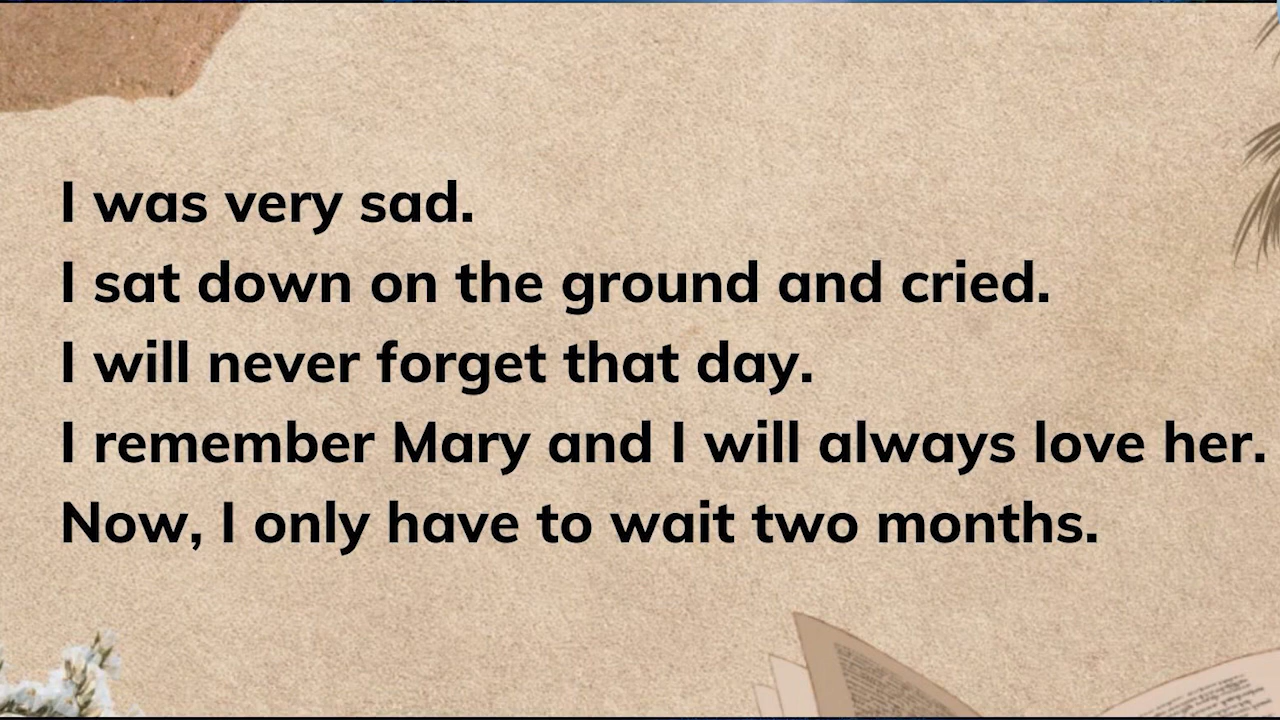 I was very sad.
I sat down on the ground and cried.
I will never forget that day.
I remember Mary and I will always love her.
Now, I only have to wait two months.